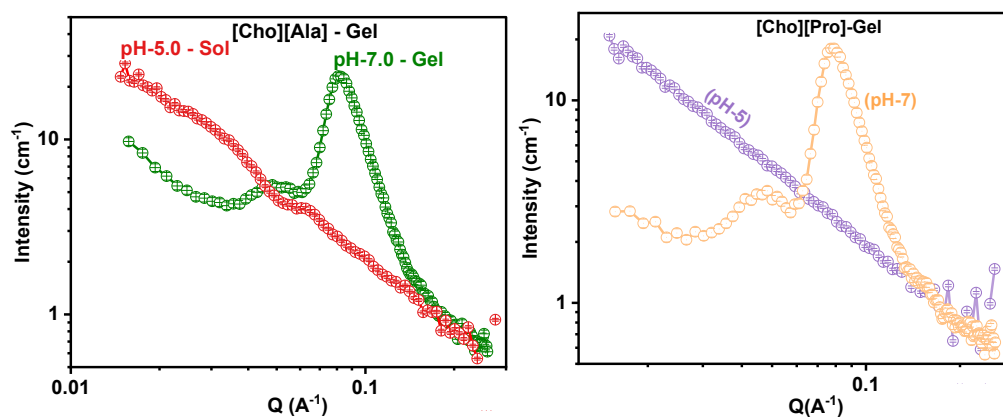 [Cho][Ala] - Gel
pH-5.0 - Sol
pH-7.0 - Gel
10
1
0.01
0.1
Intensity (cm-1)
Q (A-1)
[Cho][Pro]-Gel
(pH-5)
(pH-7)
10
1
0.1
Intensity (cm-1)
Q(A-1)